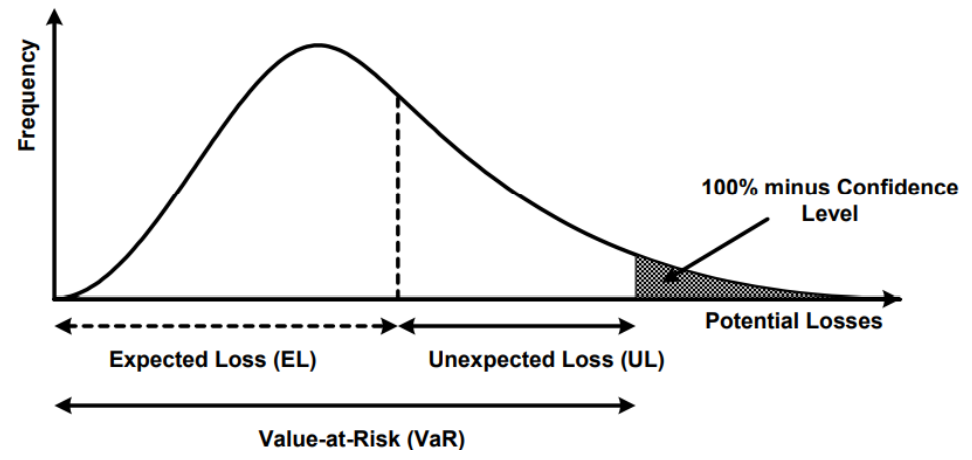 Frequency
100% minus Confidence
Level
Potential Losses
Expected Loss (EL)
Unexpected Loss (UL)
Value-at-Risk (VaR)